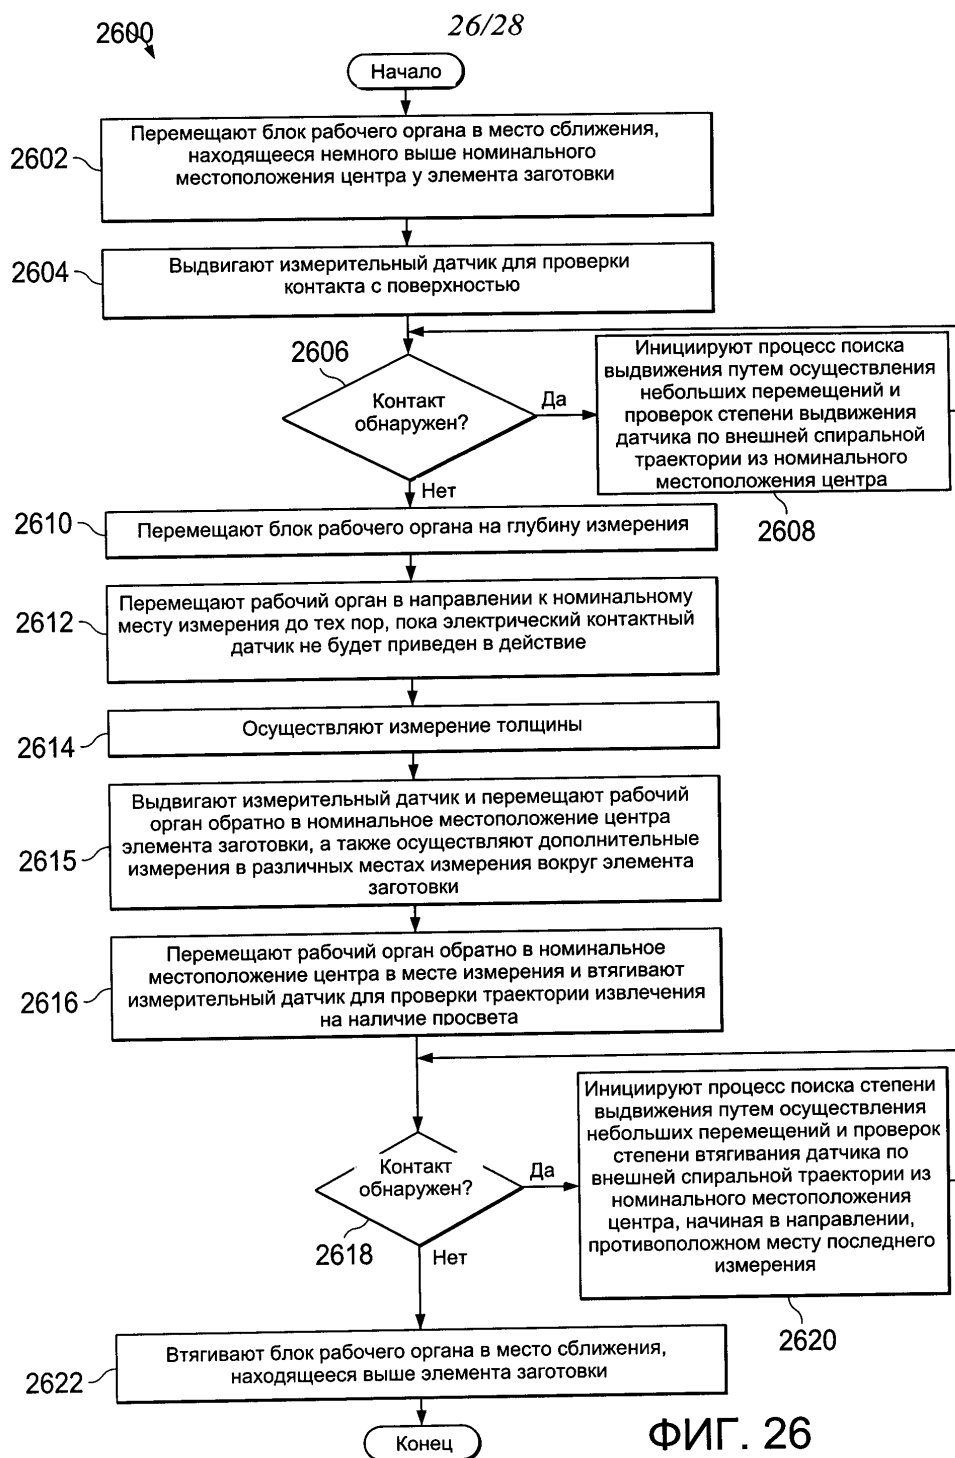 26/28
2600
Начало
2602
Перемещают блок рабочего органа в место сближения,
находящееся немного выше номинального
местоположения центра у элемента заготовки
2604
Выдвигают измерительный датчик для проверки
контакта с поверхностью
2606
Контакт
обнаружен?
Да
Нет
Инициируют процесс поиска
выдвижения путем осуществления
небольших перемещений и
проверок степени выдвижения
датчика по внешней спиральной
траектории из номинального
местоположения центра
2608
2610
Перемещают блок рабочего органа на глубину измерения
2612
Перемещают рабочий орган в направлении к номинальному
месту измерения до тех пор, пока электрический контактный
датчик не будет приведен в действие
2614
Осуществляют измерение толщины
2615
Выдвигают измерительный датчик и перемещают рабочий
орган обратно в номинальное местоположение центра
элемента заготовки, а также осуществляют дополнительные
измерения в различных местах измерения вокруг элемента
заготовки
2616
Перемещают рабочий орган обратно в номинальное
местоположение центра в месте измерения и втягивают
измерительный датчик для проверки траектории извлечения
на наличие просвета
Контакт
обнаружен?
2618
Да
Нет
Инициируют процесс поиска степени
выдвижения путем осуществления
небольших перемещений и проверок
степени втягивания датчика по
внешней спиральной траектории из
номинального местоположения
центра, начиная в направлении,
противоположном месту последнего
измерения
2620
2622
Втягивают блок рабочего органа в место сближения,
находящееся выше элемента заготовки
Конец
ФИГ. 26